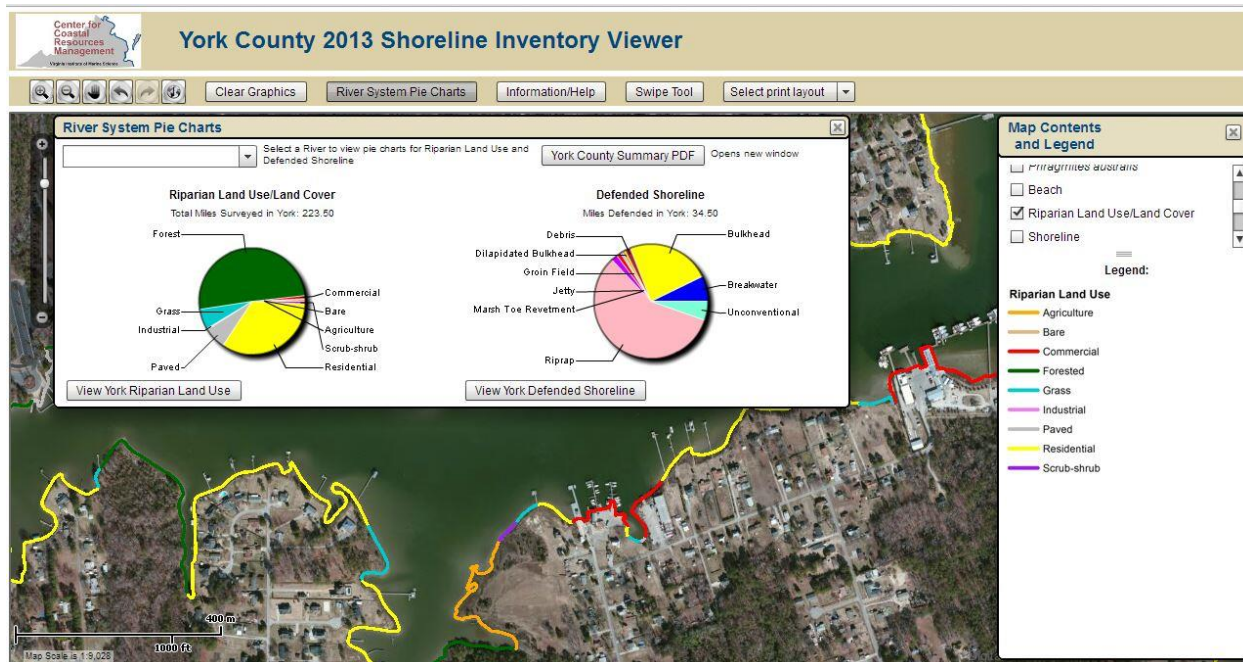 Center for
Coastal
Resources
Management
Virginia Institute of Marine Science
York County 2013 Shoreline Inventory Viewer
Clear Graphics
River System Pie Charts
Information/Help
Swipe Tool
Select print layout
River System Pie Charts
Select a River to view pie charts for Riparian Land Use and
Defended Shoreline
York County Summary PDF
Opens new window
Riparian Land Use/Land Cover
Total Miles Surveyed in York: 223.50
Forest
Commercial
Grass
Bare
Industrial
Agriculture
Scrub-shrub
Paved
Residential
View York Riparian Land Use
Defended Shoreline
Miles Defended in York: 34.50
Debris
Bulkhead
Dilapidated Bulkhead
Groin Field
Jetty
Breakwater
Marsh Toe Revetment
Unconventional
Riprap
View York Defended Shoreline
Map Contents
and Legend
Phragmites australis
Beach
Riparian Land Use/Land Cover
Shoreline
Legend:
Riparian Land Use
Agriculture
Bare
Commercial
Forested
Grass
Industrial
Paved
Residential
Scrub-shrub
400 m
1000 ft
Map Scale is 1:9,028